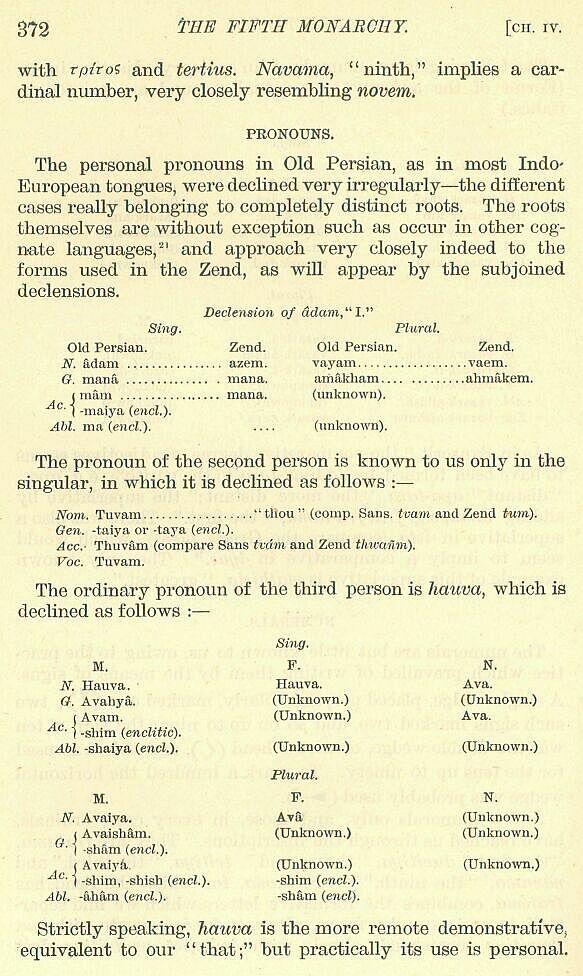 372 THE FIFTH MONARCHY. [CH. IV.
with τρίτος and tertius. Navama, “ninth,” implies a car-
dinal number, very closely resembling novem.
PRONOUNS.
The personal pronouns in Old Persian, as in most Indo-
European tongues, were declined very irregularly—the different
cases really belonging to completely distinct roots. The roots
themselves are without exception such as occur in other cog-
nate languages,²¹ and approach very closely indeed to the
forms used in the Zend, as will appear by the subjoined
declensions.
Declension of âdam, “I.”
Sing. Plural.
Old Persian. Zend. Old Persian. Zend.
N. âdam ................ azem. vayam..................vaem.
G. manâ ................ mana. amâkham.... .........ahmâkem.
Ac. { mâm ................ mana. (unknown).
-maiya (encl.).
Abl. ma (encl.). .... (unknown).
The pronoun of the second person is known to us only in the
singular, in which it is declined as follows :—
Nom. Tuvam..................“thou” (comp. Sans. tvam and Zend tum).
Gen. -taiya or -taya (encl.).
Acc. Thuvâm (compare Sans tvám and Zend thwañm).
Voc. Tuvam.
The ordinary pronoun of the third person is hauva, which is
declined as follows :—
Sing.
M. F. N.
N. Hauva. Hauva. Ava.
G. Avahyâ. (Unknown.) (Unknown.)
Ac. { Avam. (Unknown.) Ava.
-shim (enclitic).
Abl. -shaiya (encl.). (Unknown.) (Unknown.)
Plural.
M. F. N.
N. Avaiya. Avâ (Unknown.)
G. { Avaishâm. (Unknown.) (Unknown.)
-shâm (encl.).
Ac. { Avaiyâ. (Unknown.) (Unknown.)
-shim, -shish (encl.). -shim (encl.).
Abl. -âhâm (encl.). -shâm (encl).
Strictly speaking, hauva is the more remote demonstrative,
equivalent to our “that;” but practically its use is personal.